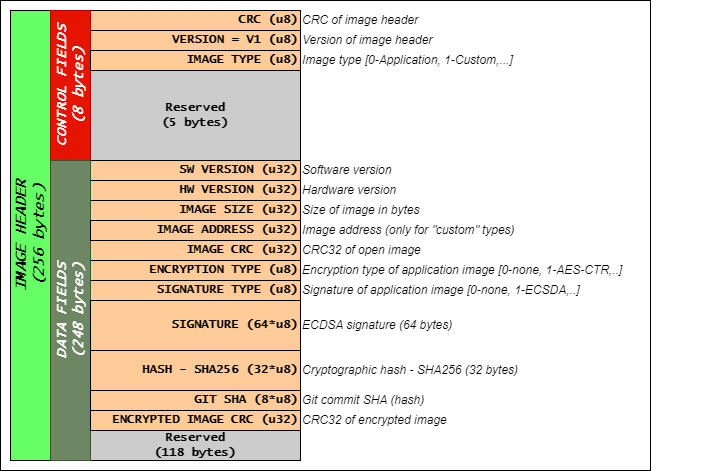 IMAGE HEADER
(256 bytes)
CONTROL FIELDS
(8 bytes)
CRC (u8) CRC of image header
VERSION = V1 (u8) Version of image header
IMAGE TYPE (u8) Image type [0-Application, 1-Custom,...]
Reserved
(5 bytes)
DATA FIELDS
(248 bytes)
SW VERSION (u32) Software version
HW VERSION (u32) Hardware version
IMAGE SIZE (u32) Size of image in bytes
IMAGE ADDRESS (u32) Image address (only for "custom" types)
IMAGE CRC (u32) CRC32 of open image
ENCRYPTION TYPE (u8) Encryption type of application image [0-none, 1-AES-CTR,..]
SIGNATURE TYPE (u8) Signature of application image [0-none, 1-ECSDA,..]
SIGNATURE (64*u8) ECDSA signature (64 bytes)
HASH - SHA256 (32*u8) Cryptographic hash - SHA256 (32 bytes)
GIT SHA (8*u8) Git commit SHA (hash)
ENCRYPTED IMAGE CRC (u32) CRC32 of encrypted image
Reserved
(118 bytes)